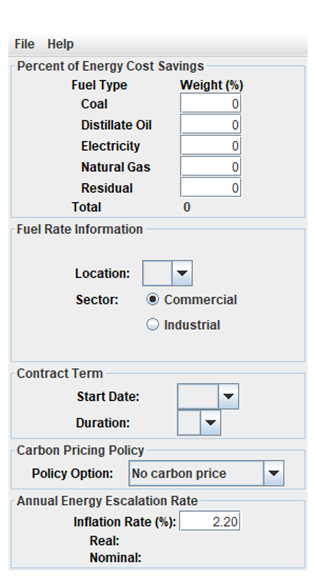 File Help
Percent of Energy Cost Savings
Fuel Type Weight (%)
Coal 0
Distillate Oil 0
Electricity 0
Natural Gas 0
Residual 0
Total 0
Fuel Rate Information
Location:
Sector: Commercial
Industrial
Contract Term
Start Date:
Duration:
Carbon Pricing Policy
Policy Option: No carbon price
Annual Energy Escalation Rate
Inflation Rate (%): 2.20
Real:
Nominal: